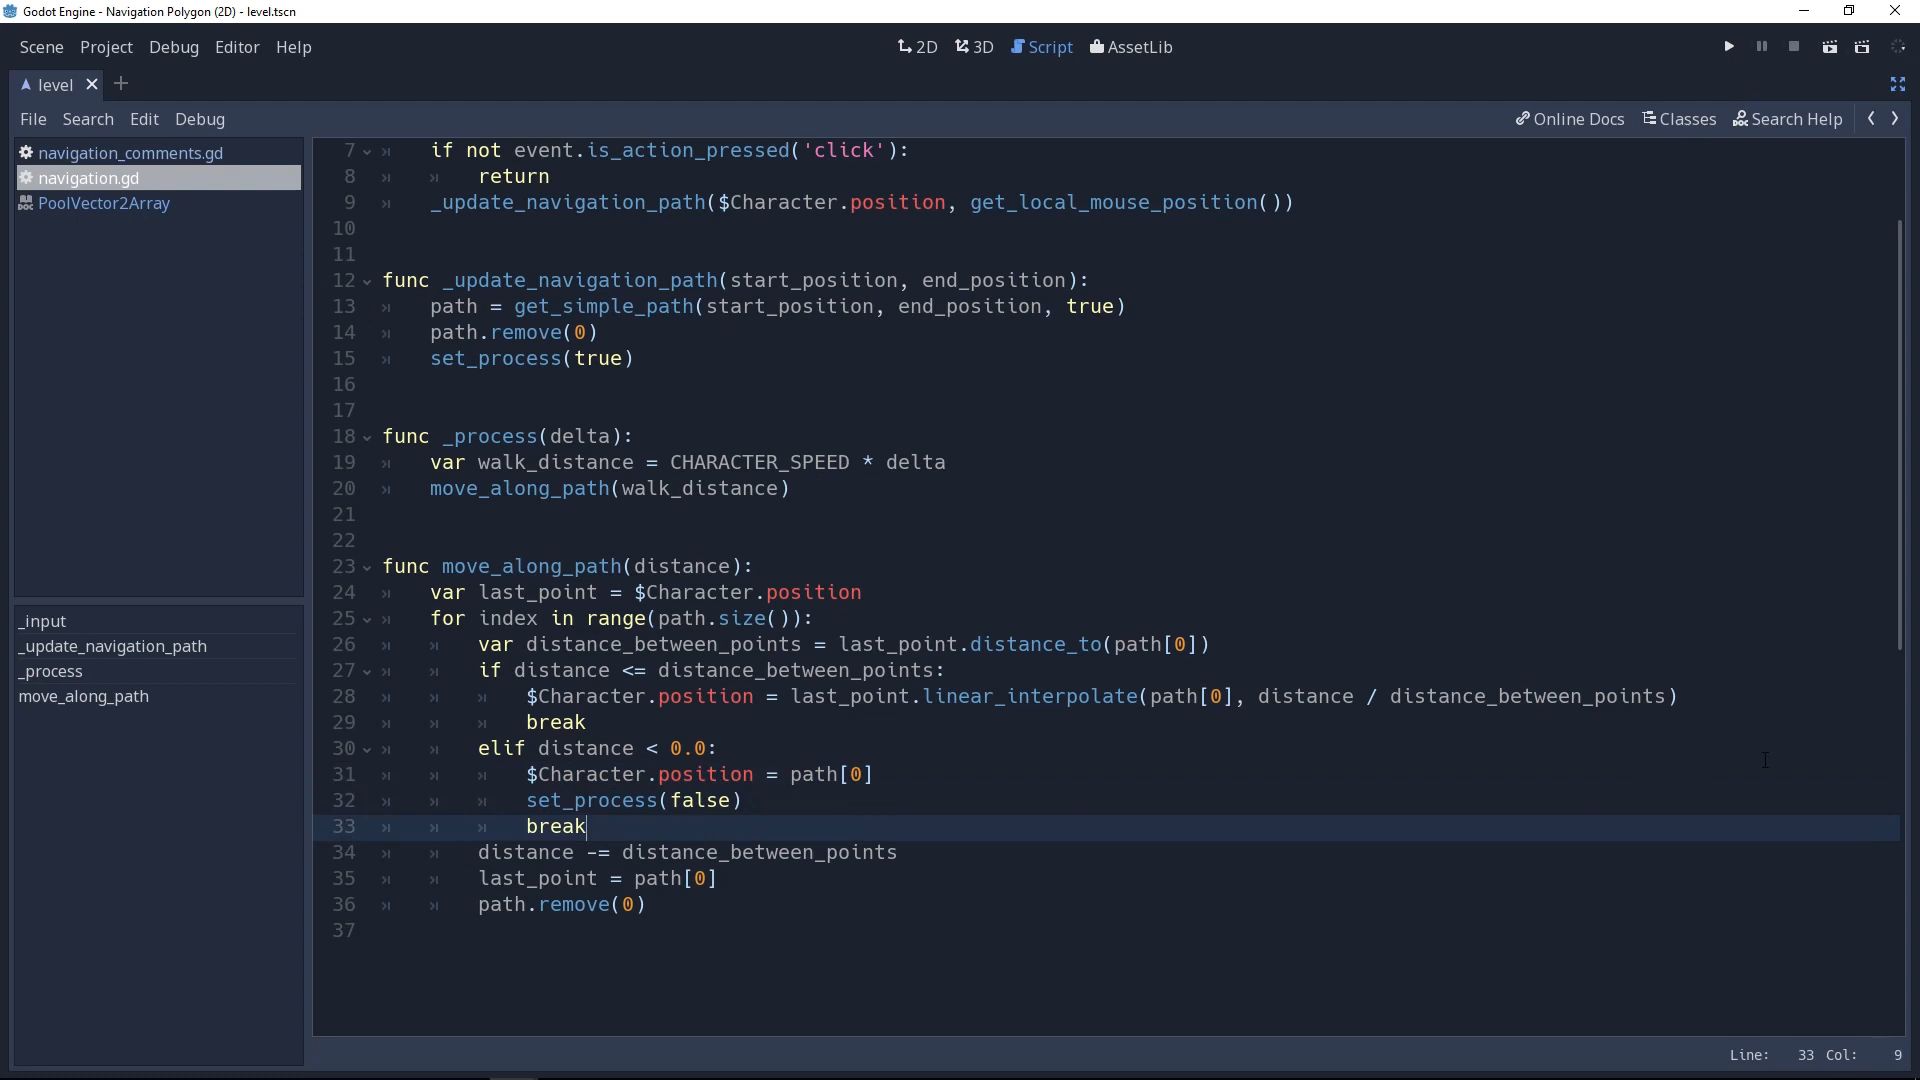 Godot Engine - Navigation Polygon (2D) - level.tscn
Scene Project Debug Editor Help
2D 3D Script AssetLib
level
File Search Edit Debug
Online Docs Classes Search Help
navigation_comments.gd
navigation.gd
PoolVector2Array
_input
_update_navigation_path
_process
move_along_path
7 if not event.is_action_pressed('click'):
8 return
9 _update_navigation_path($Character.position, get_local_mouse_position())
10
11
12 func _update_navigation_path(start_position, end_position):
13 path = get_simple_path(start_position, end_position, true)
14 path.remove(0)
15 set_process(true)
16
17
18 func _process(delta):
19 var walk_distance = CHARACTER_SPEED * delta
20 move_along_path(walk_distance)
21
22
23 func move_along_path(distance):
24 var last_point = $Character.position
25 for index in range(path.size()):
26 var distance_between_points = last_point.distance_to(path[0])
27 if distance <= distance_between_points:
28 $Character.position = last_point.linear_interpolate(path[0], distance / distance_between_points)
29 break
30 elif distance < 0.0:
31 $Character.position = path[0]
32 set_process(false)
33 break
34 distance -= distance_between_points
35 last_point = path[0]
36 path.remove(0)
37
Line: 33 Col: 9